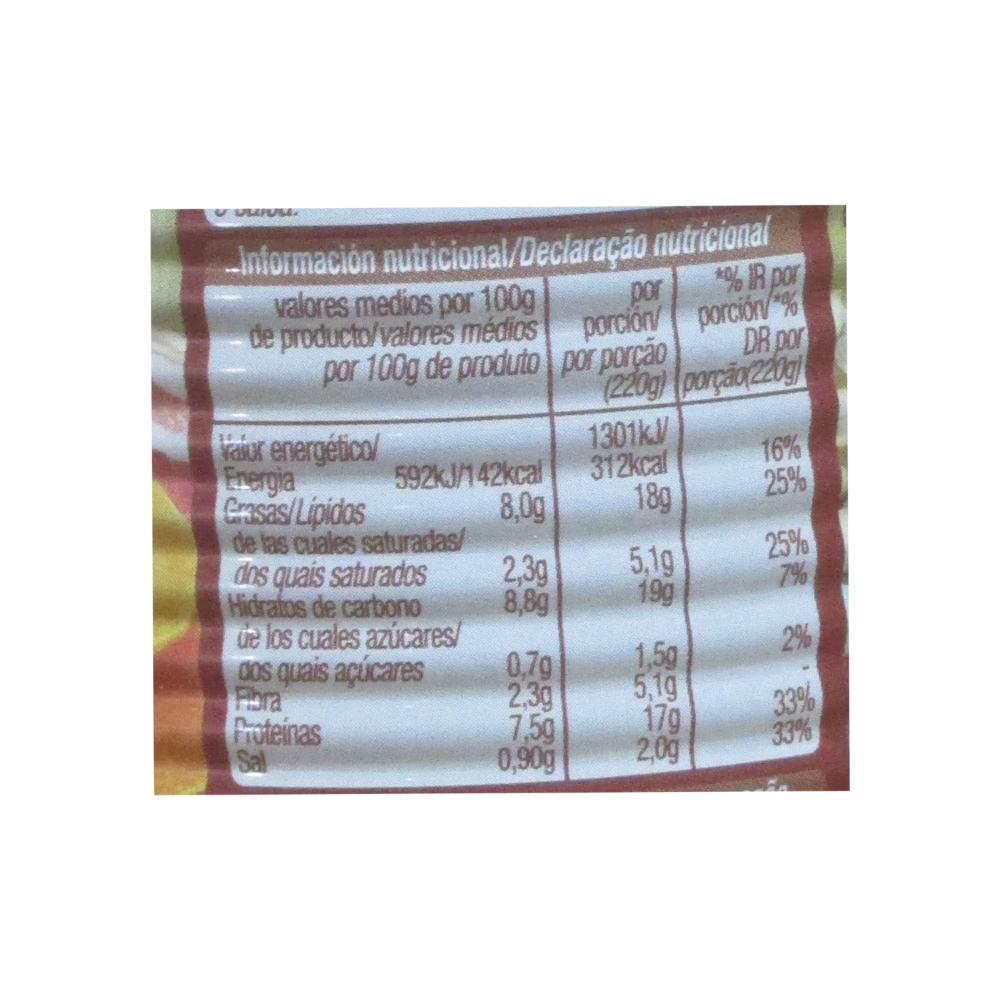 Información nutricional/Declaração nutricional
valores medios por 100g
de producto/valores médios
por 100g de produto
por
porción/
por porção
(220g)
*% IR por
porción/*%
DR por
porção(220g)
Valor energético/ 1301kJ/
Energia 592kJ/142kcal 312kcal 16%
Grasas/Lípidos 8,0g 18g 25%
de las cuales saturadas/
dos quais saturados 2,3g 5,1g 25%
Hidratos de carbono 8,8g 19g 7%
de los cuales azúcares/
dos quais açúcares 0,7g 1,5g 2%
Fibra 2,3g 5,1g -
Proteínas 7,5g 17g 33%
Sal 0,90g 2,0g 33%